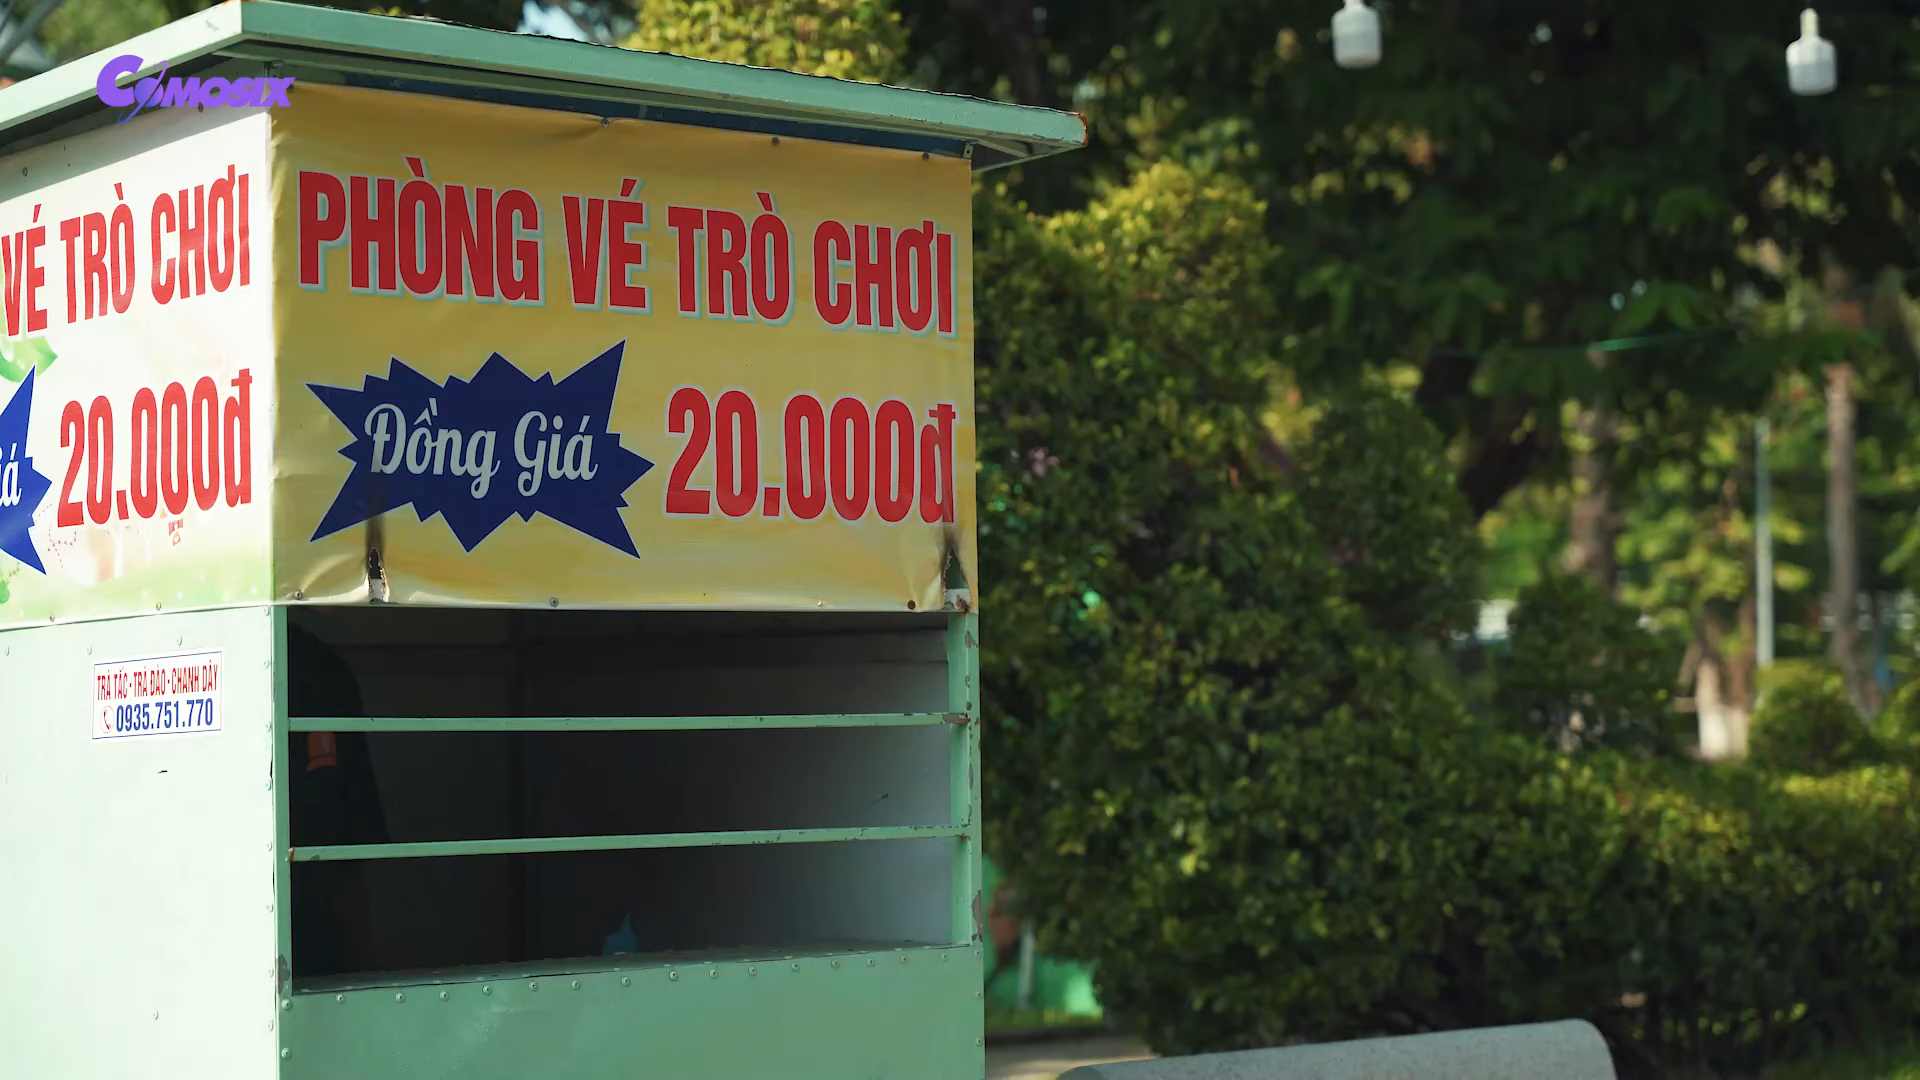 COMOSIX
VÉ TRÒ CHƠI
iá 20.000đ
PHÒNG VÉ TRÒ CHƠI
Đồng Giá 20.000đ
TRÀ TẮC - TRÀ ĐÀO - CHANH DÂY
0935.751.770